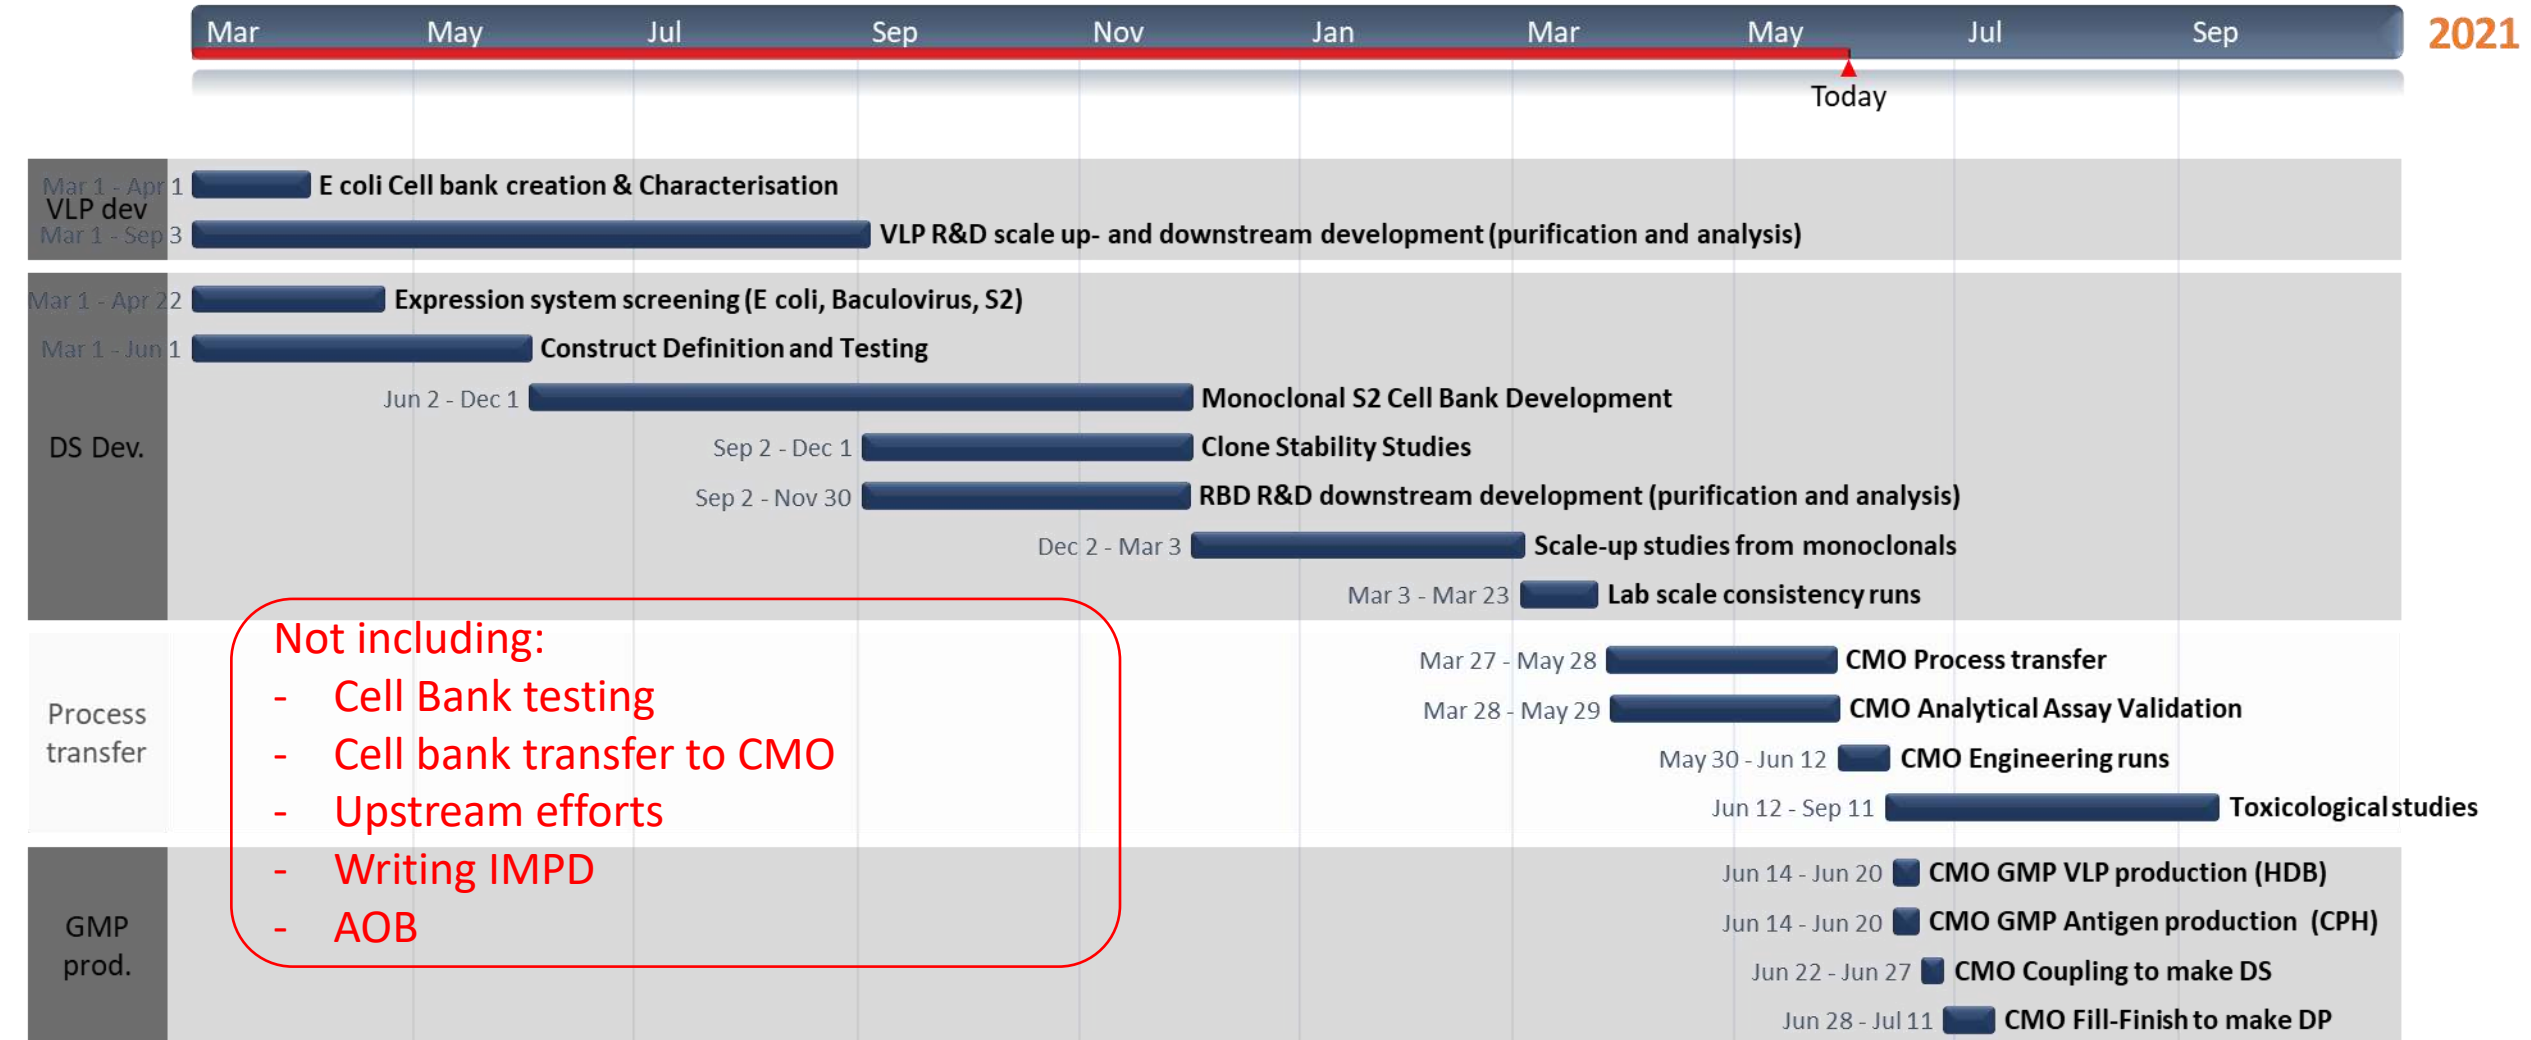 Mar May Jul Sep Nov Jan Mar May Jul Sep 2021
Today
VLP dev
Mar 1 - Apr 1 E coli Cell bank creation & Characterisation
Mar 1 - Sep 3 VLP R&D scale up- and downstream development (purification and analysis)
DS Dev.
Mar 1 - Apr 22 Expression system screening (E coli, Baculovirus, S2)
Mar 1 - Jun 1 Construct Definition and Testing
Jun 2 - Dec 1 Monoclonal S2 Cell Bank Development
Sep 2 - Dec 1 Clone Stability Studies
Sep 2 - Nov 30 RBD R&D downstream development (purification and analysis)
Dec 2 - Mar 3 Scale-up studies from monoclonals
Mar 3 - Mar 23 Lab scale consistency runs
Process
transfer
Mar 27 - May 28 CMO Process transfer
Mar 28 - May 29 CMO Analytical Assay Validation
May 30 - Jun 12 CMO Engineering runs
Jun 12 - Sep 11 Toxicological studies
GMP
prod.
Jun 14 - Jun 20 CMO GMP VLP production (HDB)
Jun 14 - Jun 20 CMO GMP Antigen production (CPH)
Jun 22 - Jun 27 CMO Coupling to make DS
Jun 28 - Jul 11 CMO Fill-Finish to make DP
Not including:
- Cell Bank testing
- Cell bank transfer to CMO
- Upstream efforts
- Writing IMPD
- AOB